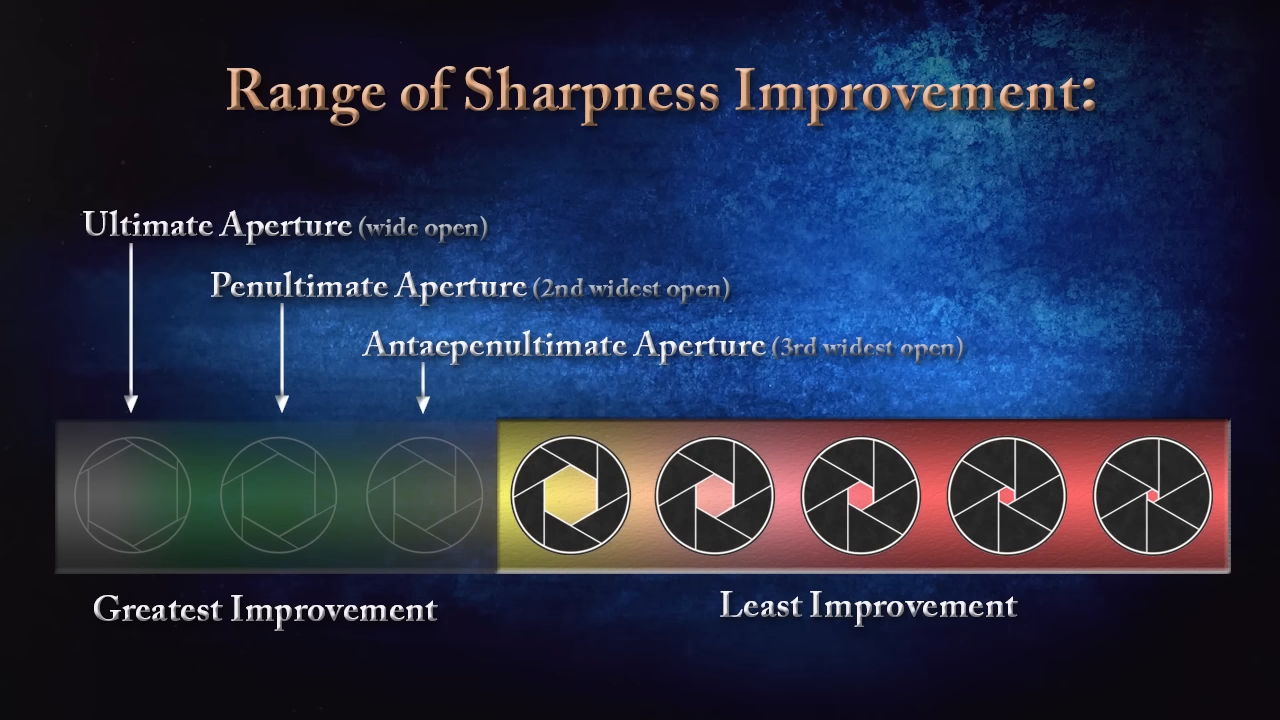 Range of Sharpness Improvement:
Ultimate Aperture (wide open)
Penultimate Aperture (2nd widest open)
Antaepenultimate Aperture (3rd widest open)
Greatest Improvement
Least Improvement